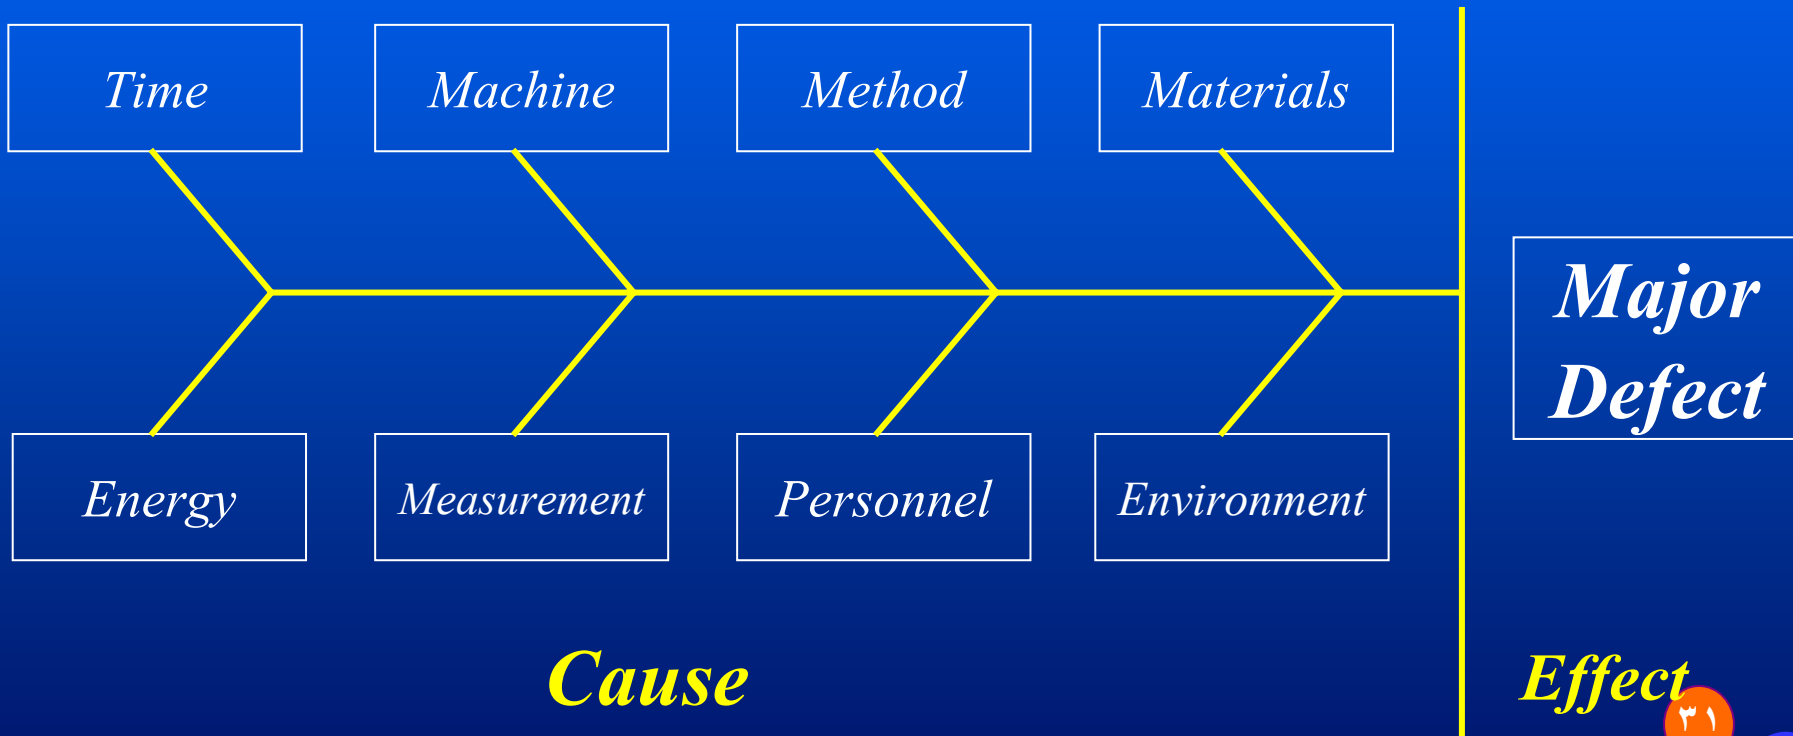 Time
Machine
Method
Materials
Major
Defect
Energy
Measurement
Personnel
Environment
Cause
Effect
٣١